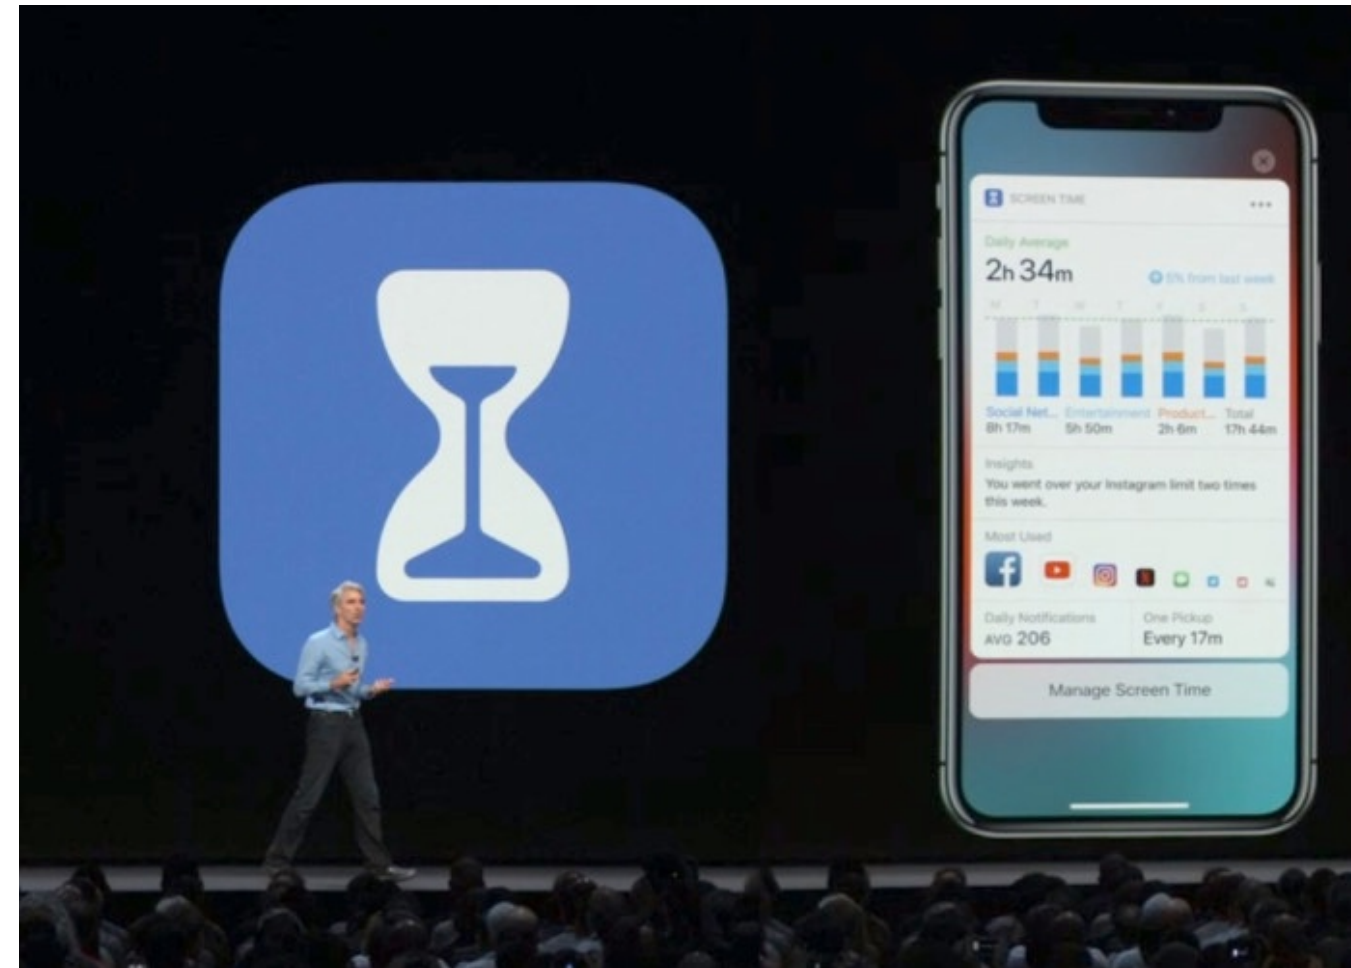 SCREEN TIME
Daily Average
2h 34m
5% from last week
M T W T F S S
Social Net... Entertainment Product... Total
8h 17m 5h 50m 2h 6m 17h 44m
Insights
You went over your Instagram limit two times
this week.
Most Used
Daily Notifications One Pickup
AVG 206 Every 17m
Manage Screen Time